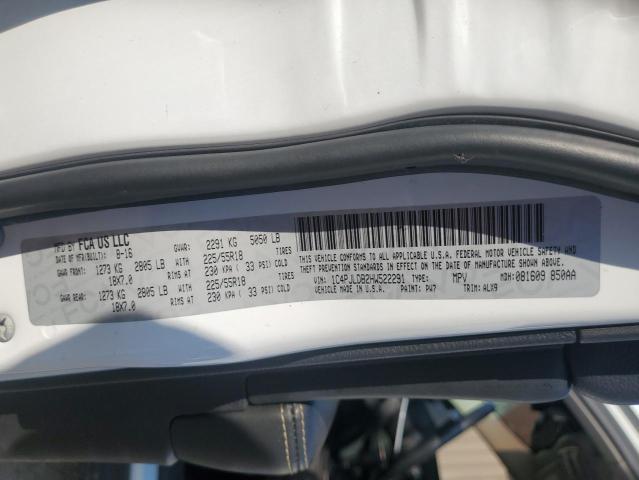 MFD BY FCA US LLC
DATE OF MFR(BUILT): 8-16 GVWR: 2291 KG 5050 LB
GAWR FRONT: 1273 KG 2805 LB WITH 225/55R18 TIRES
18X7.0 RIMS AT 230 KPA ( 33 PSI) COLD
GAWR REAR: 1273 KG 2805 LB WITH 225/55R18 TIRES
18X7.0 RIMS AT 230 KPA ( 33 PSI) COLD
THIS VEHICLE CONFORMS TO ALL APPLICABLE U.S.A. FEDERAL MOTOR VEHICLE SAFETY AND
THEFT PROTECTION STANDARDS IN EFFECT ON THE DATE OF MANUFACTURE SHOWN ABOVE.
VIN: 1C4PJLDB2HW522291 TYPE: MPV MDH: 081609 850AA
VEHICLE MADE IN U.S.A. PAINT: PW7 TRIM: ALX9